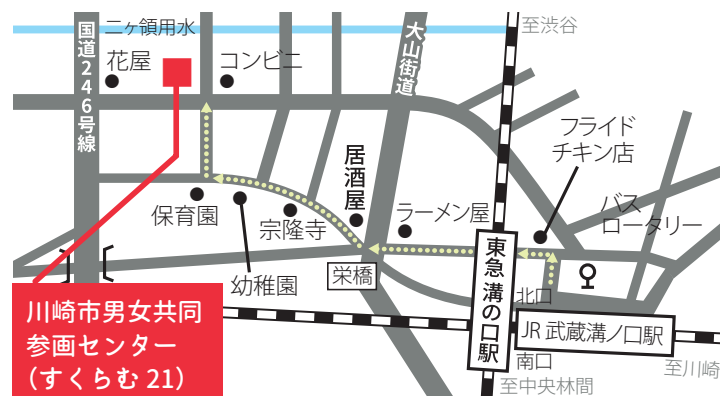 二ヶ領用水
至渋谷
国道246号線
花屋
コンビニ
大山街道
フライド
チキン店
居酒屋
保育園
宗隆寺
ラーメン屋
バス
ロータリー
幼稚園
栄橋
東急 溝の口駅
北口
JR 武蔵溝ノ口駅
南口
至川崎
至中央林間
川崎市男女共同
参画センター
(すくらむ21)